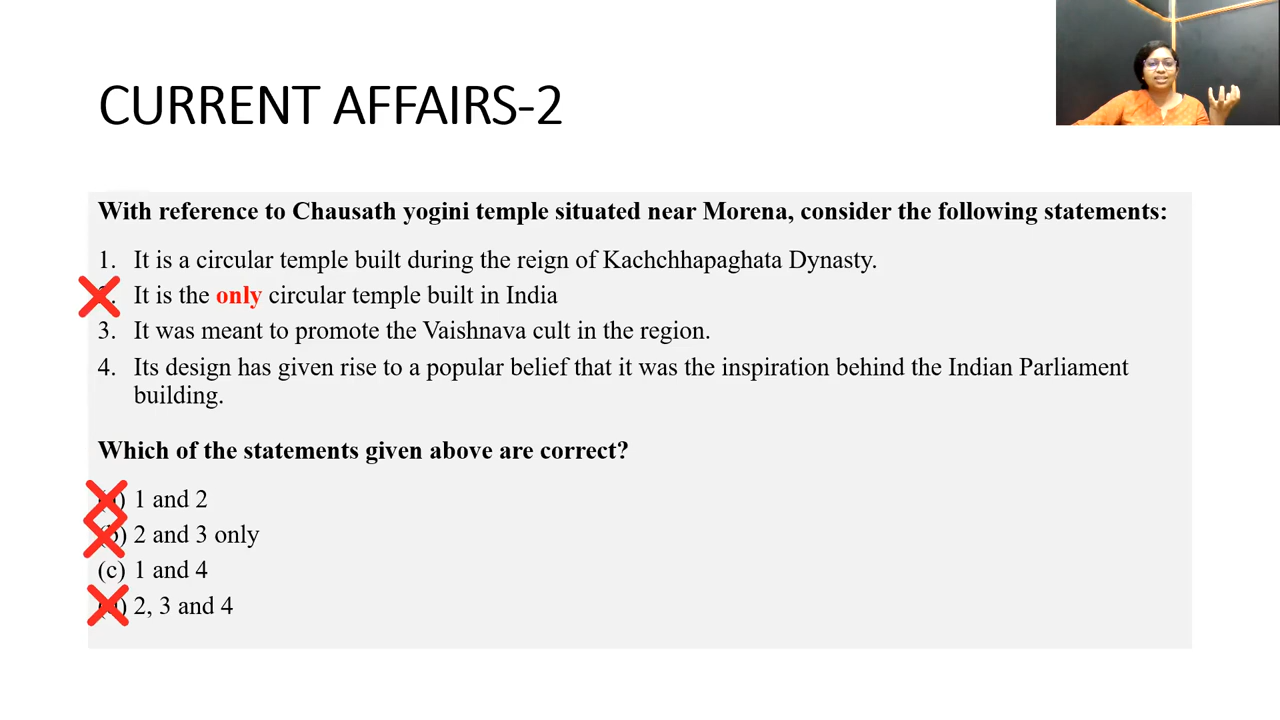 CURRENT AFFAIRS-2
With reference to Chausath yogini temple situated near Morena, consider the following statements:
1. It is a circular temple built during the reign of Kachchhapaghata Dynasty.
It is the only circular temple built in India
3. It was meant to promote the Vaishnava cult in the region.
4. Its design has given rise to a popular belief that it was the inspiration behind the Indian Parliament
building.
Which of the statements given above are correct?
1 and 2
(b) 2 and 3 only
(c) 1 and 4
2, 3 and 4